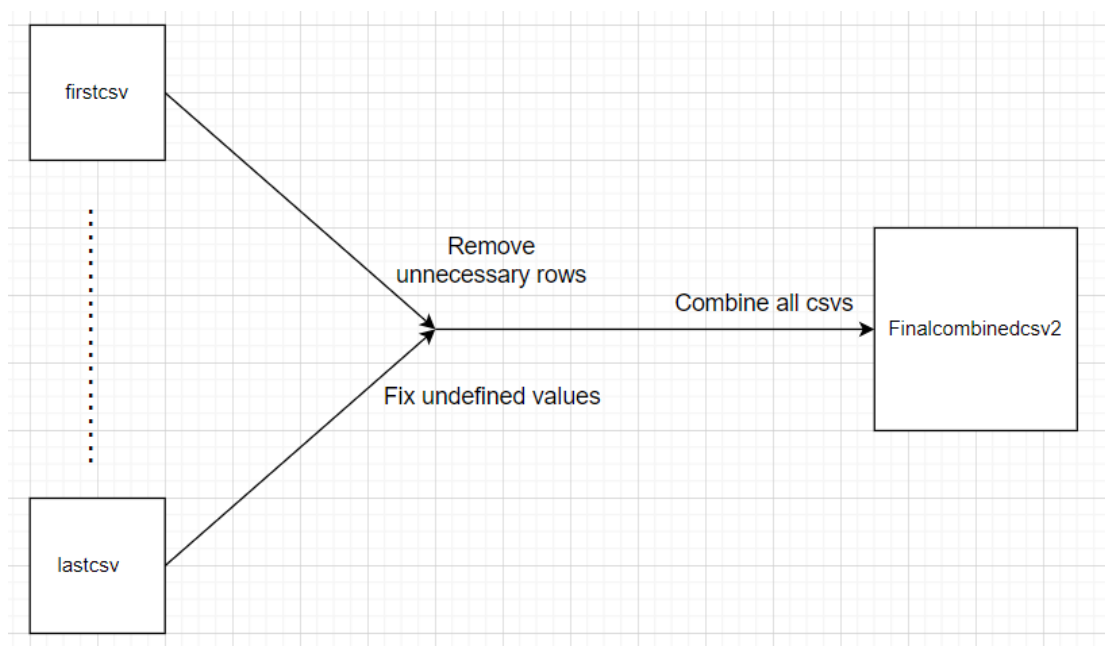 firstcsv
Remove
unnecessary rows
Combine all csvs
Finalcombinedcsv2
Fix undefined values
lastcsv